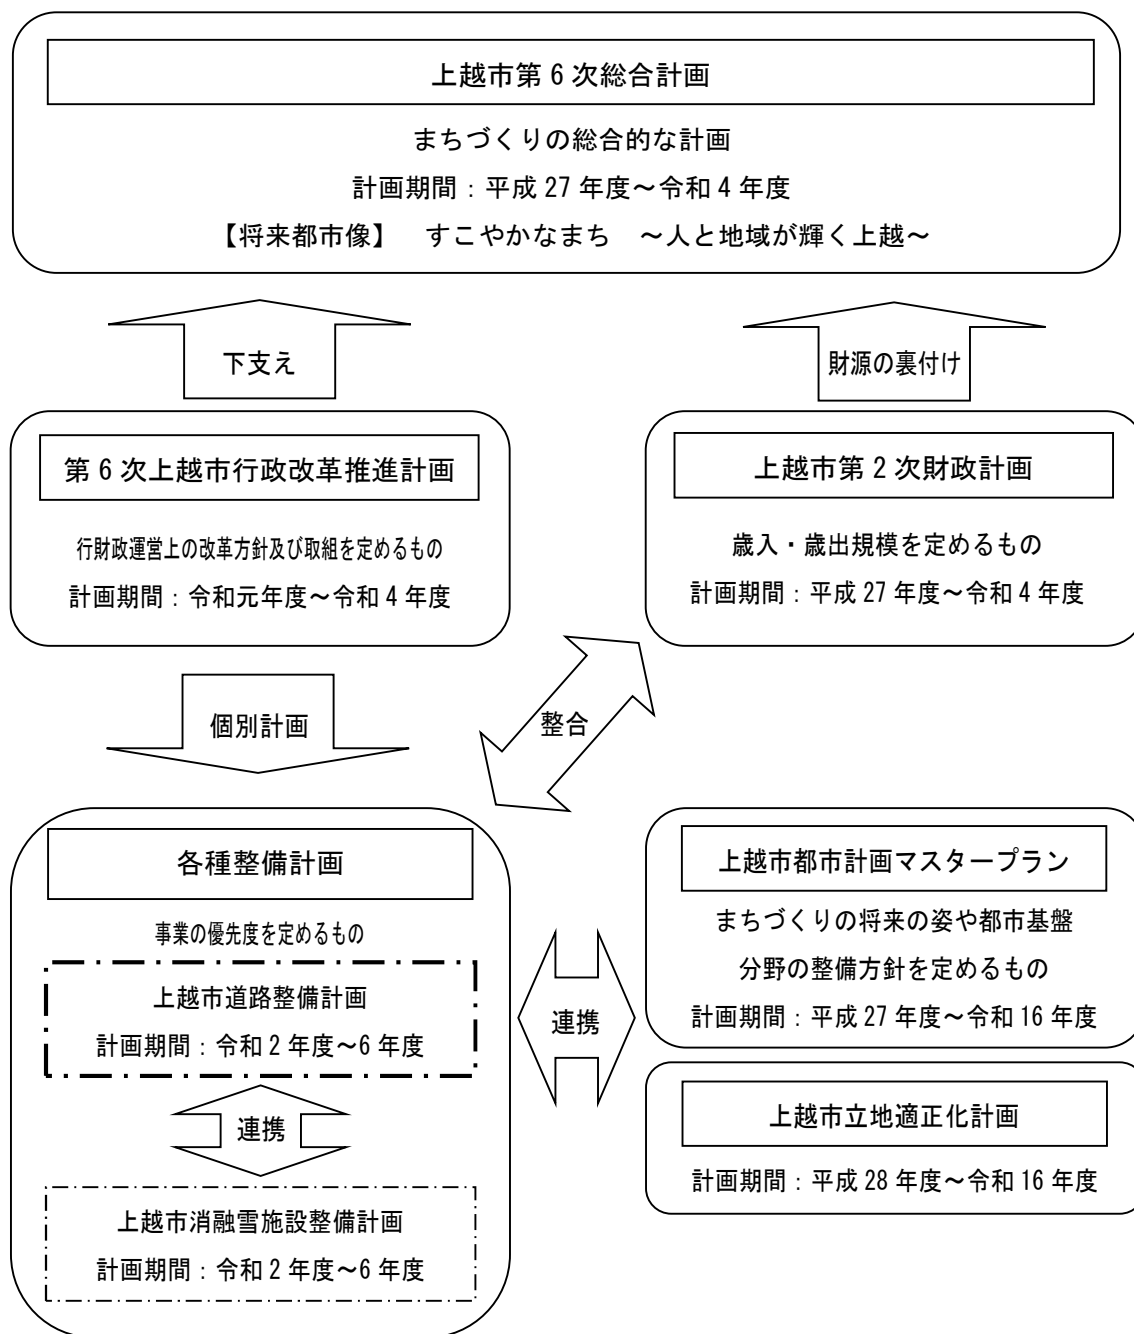 上越市第6次総合計画
まちづくりの総合的な計画
計画期間：平成27年度～令和4年度
【将来都市像】　すこやかなまち　～人と地域が輝く上越～
下支え
財源の裏付け
第6次上越市行政改革推進計画
行財政運営上の改革方針及び取組を定めるもの
計画期間：令和元年度～令和4年度
上越市第2次財政計画
歳入・歳出規模を定めるもの
計画期間：平成27年度～令和4年度
個別計画
整合
各種整備計画
事業の優先度を定めるもの
上越市道路整備計画
計画期間：令和2年度～6年度
連携
上越市消融雪施設整備計画
計画期間：令和2年度～6年度
連携
上越市都市計画マスタープラン
まちづくりの将来の姿や都市基盤
分野の整備方針を定めるもの
計画期間：平成27年度～令和16年度
上越市立地適正化計画
計画期間：平成28年度～令和16年度